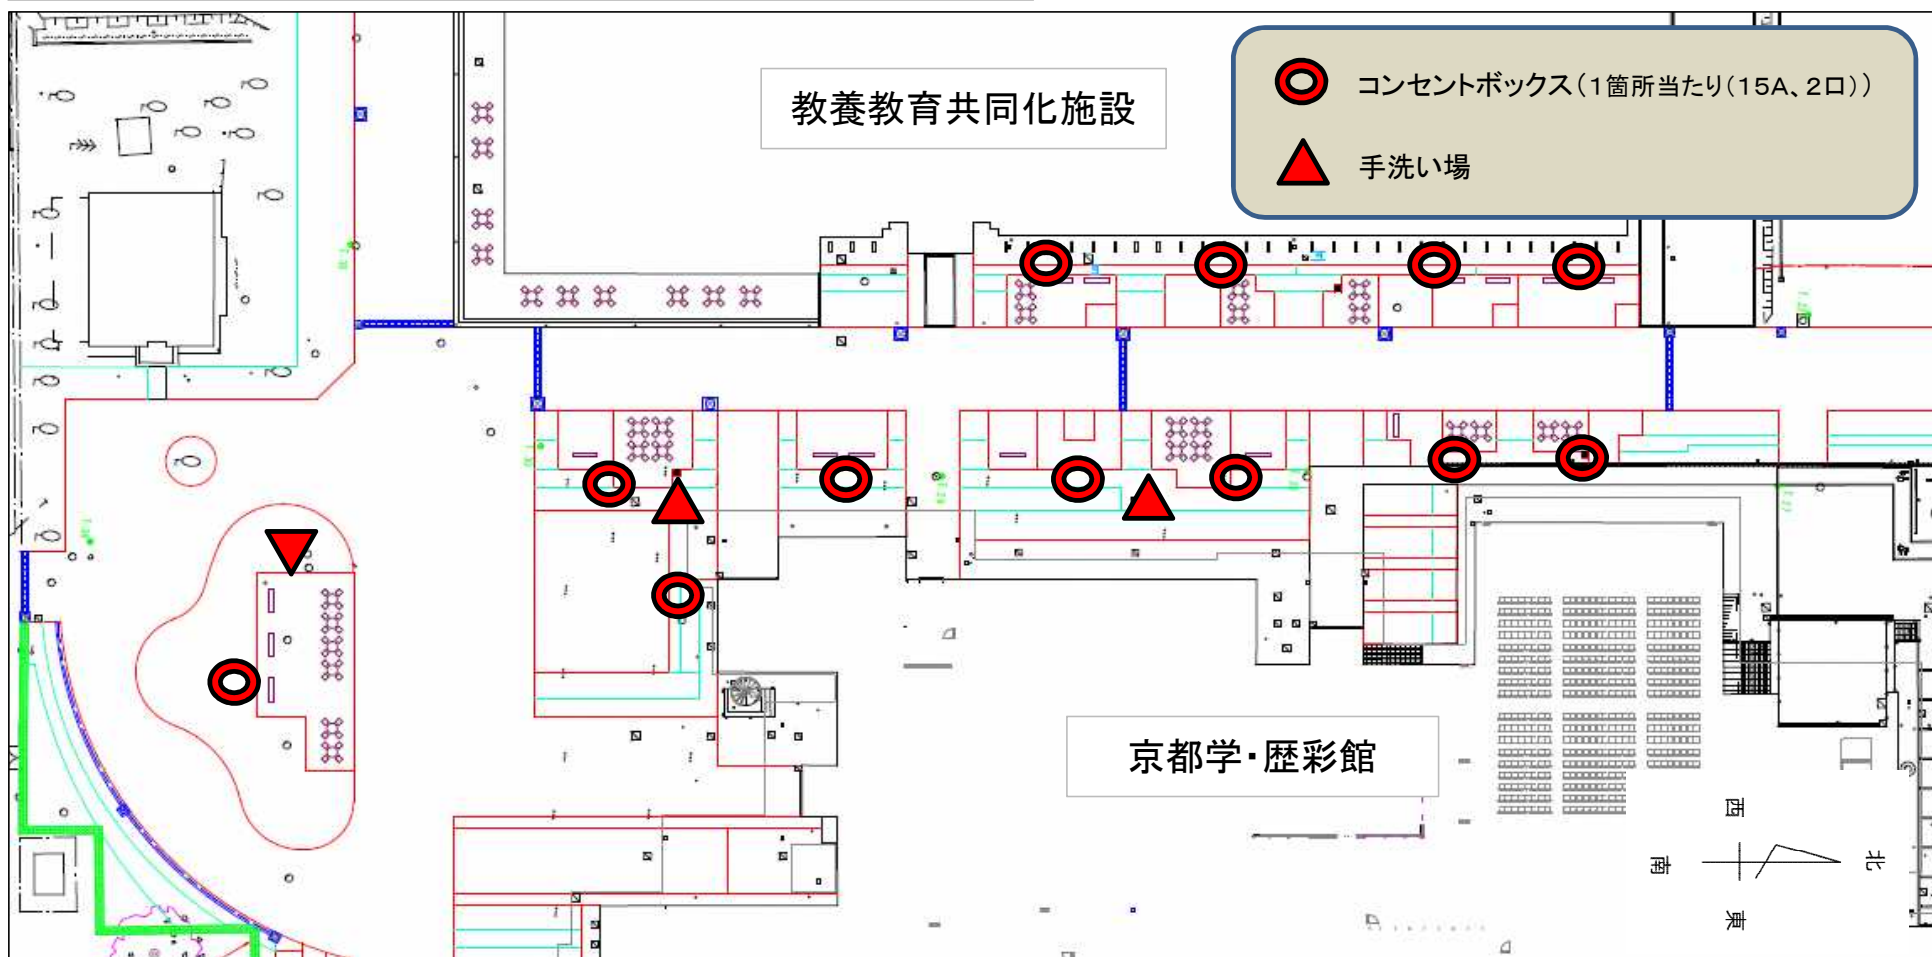 教養教育共同化施設
コンセントボックス（1箇所当たり（15A、2口））
手洗い場
京都学・歴彩館
西
南
北
東